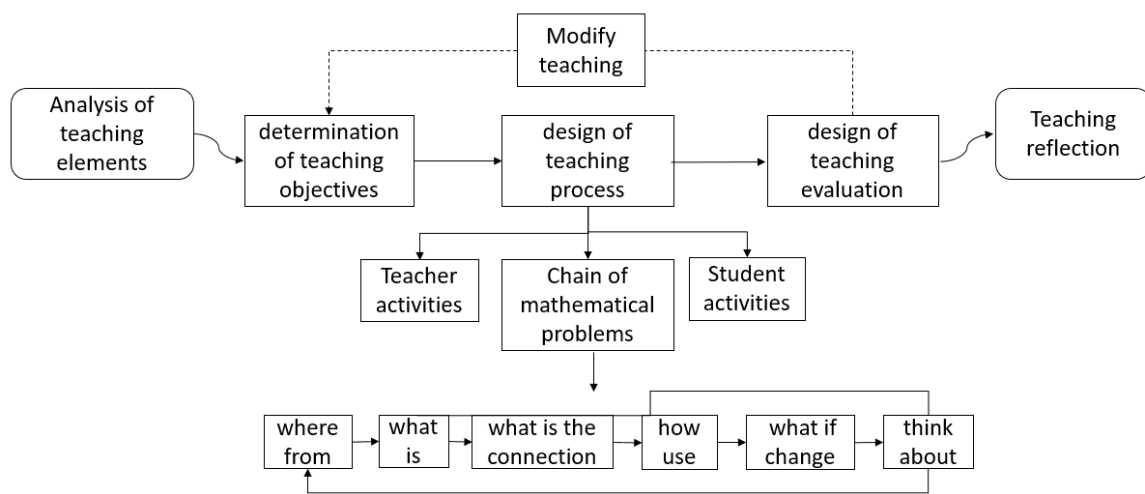 Modify
teaching
Analysis of
teaching
elements
determination
of teaching
objectives
design of
teaching
process
design of
teaching
evaluation
Teaching
reflection
Teacher
activities
Chain of
mathematical
problems
Student
activities
where
from
what
is
what is the
connection
how
use
what if
change
think
about